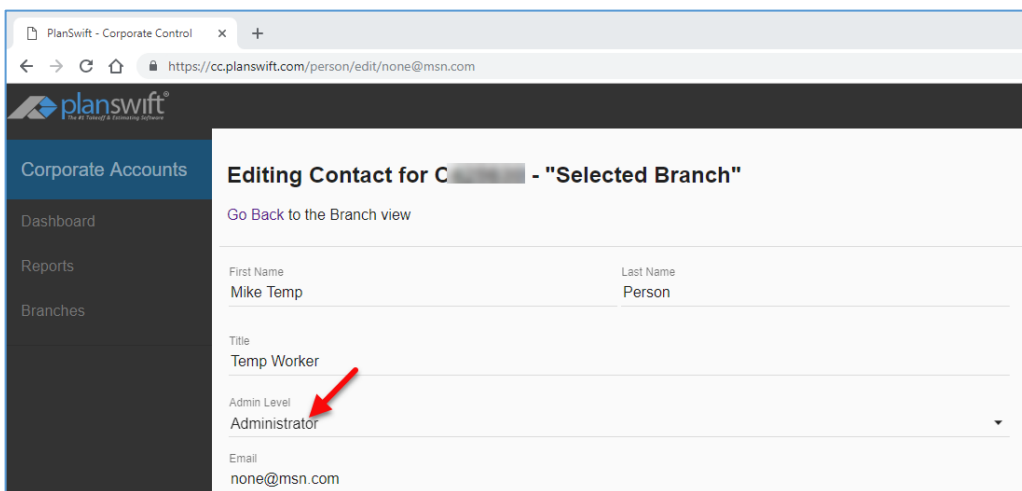 PlanSwift - Corporate Control
https://cc.planswift.com/person/edit/none@msn.com
planswift®
The #1 Takeoff & Estimating Software
Corporate Accounts
Dashboard
Reports
Branches
Editing Contact for C - "Selected Branch"
Go Back to the Branch view
First Name
Mike Temp
Last Name
Person
Title
Temp Worker
Admin Level
Administrator
Email
none@msn.com